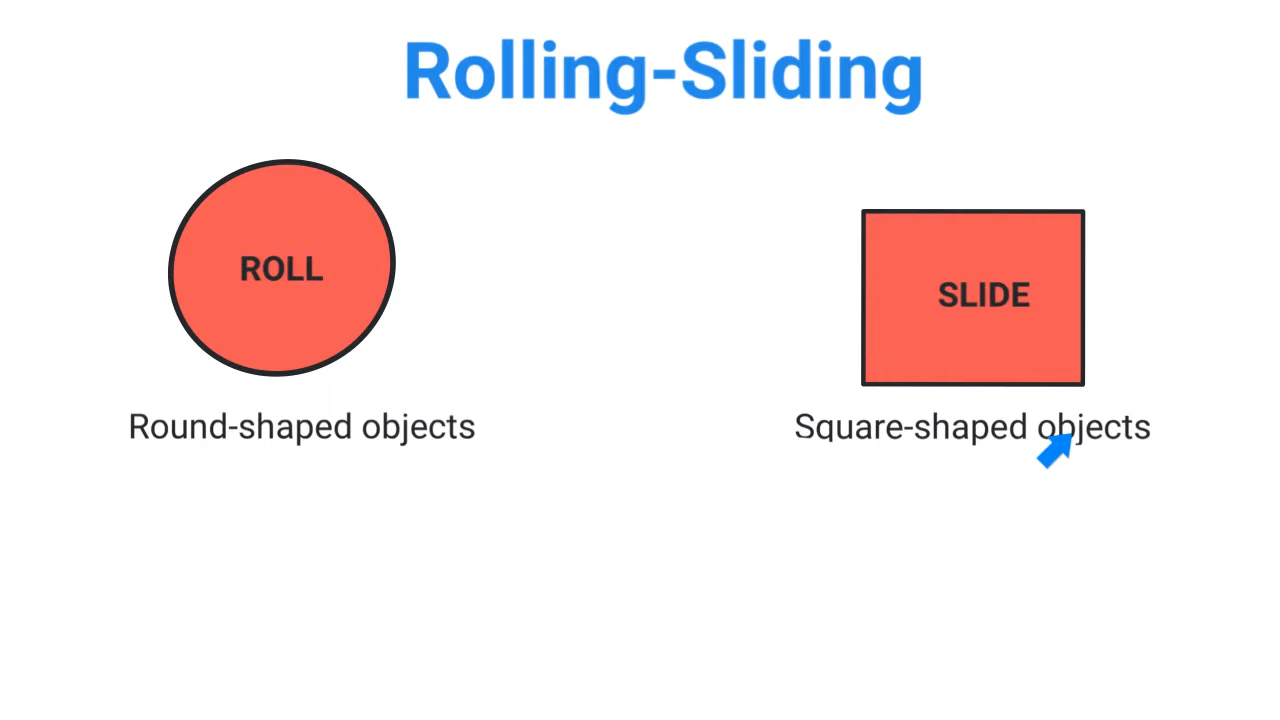 Rolling-Sliding
ROLL
SLIDE
Round-shaped objects
Square-shaped objects